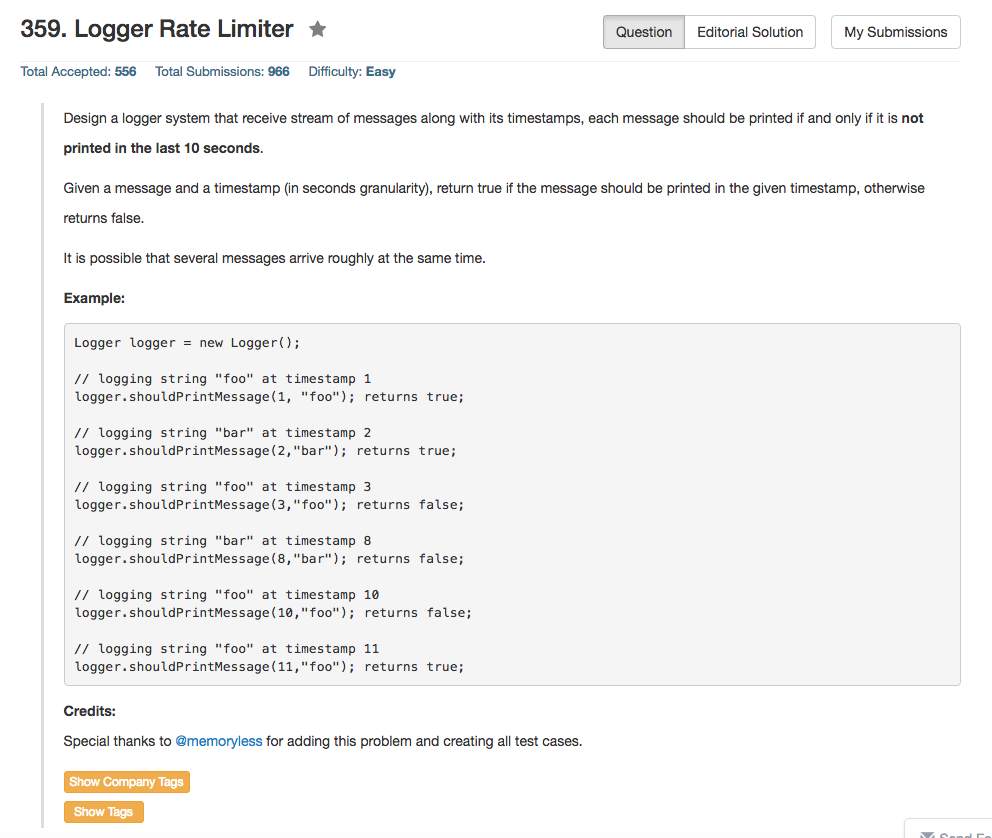 359. Logger Rate Limiter
Question Editorial Solution My Submissions
Total Accepted: 556 Total Submissions: 966 Difficulty: Easy
Design a logger system that receive stream of messages along with its timestamps, each message should be printed if and only if it is not
printed in the last 10 seconds.
Given a message and a timestamp (in seconds granularity), return true if the message should be printed in the given timestamp, otherwise
returns false.
It is possible that several messages arrive roughly at the same time.
Example:
Logger logger = new Logger();
// logging string "foo" at timestamp 1
logger.shouldPrintMessage(1, "foo"); returns true;
// logging string "bar" at timestamp 2
logger.shouldPrintMessage(2,"bar"); returns true;
// logging string "foo" at timestamp 3
logger.shouldPrintMessage(3,"foo"); returns false;
// logging string "bar" at timestamp 8
logger.shouldPrintMessage(8,"bar"); returns false;
// logging string "foo" at timestamp 10
logger.shouldPrintMessage(10,"foo"); returns false;
// logging string "foo" at timestamp 11
logger.shouldPrintMessage(11,"foo"); returns true;
Credits:
Special thanks to @memoryless for adding this problem and creating all test cases.
Show Company Tags
Show Tags